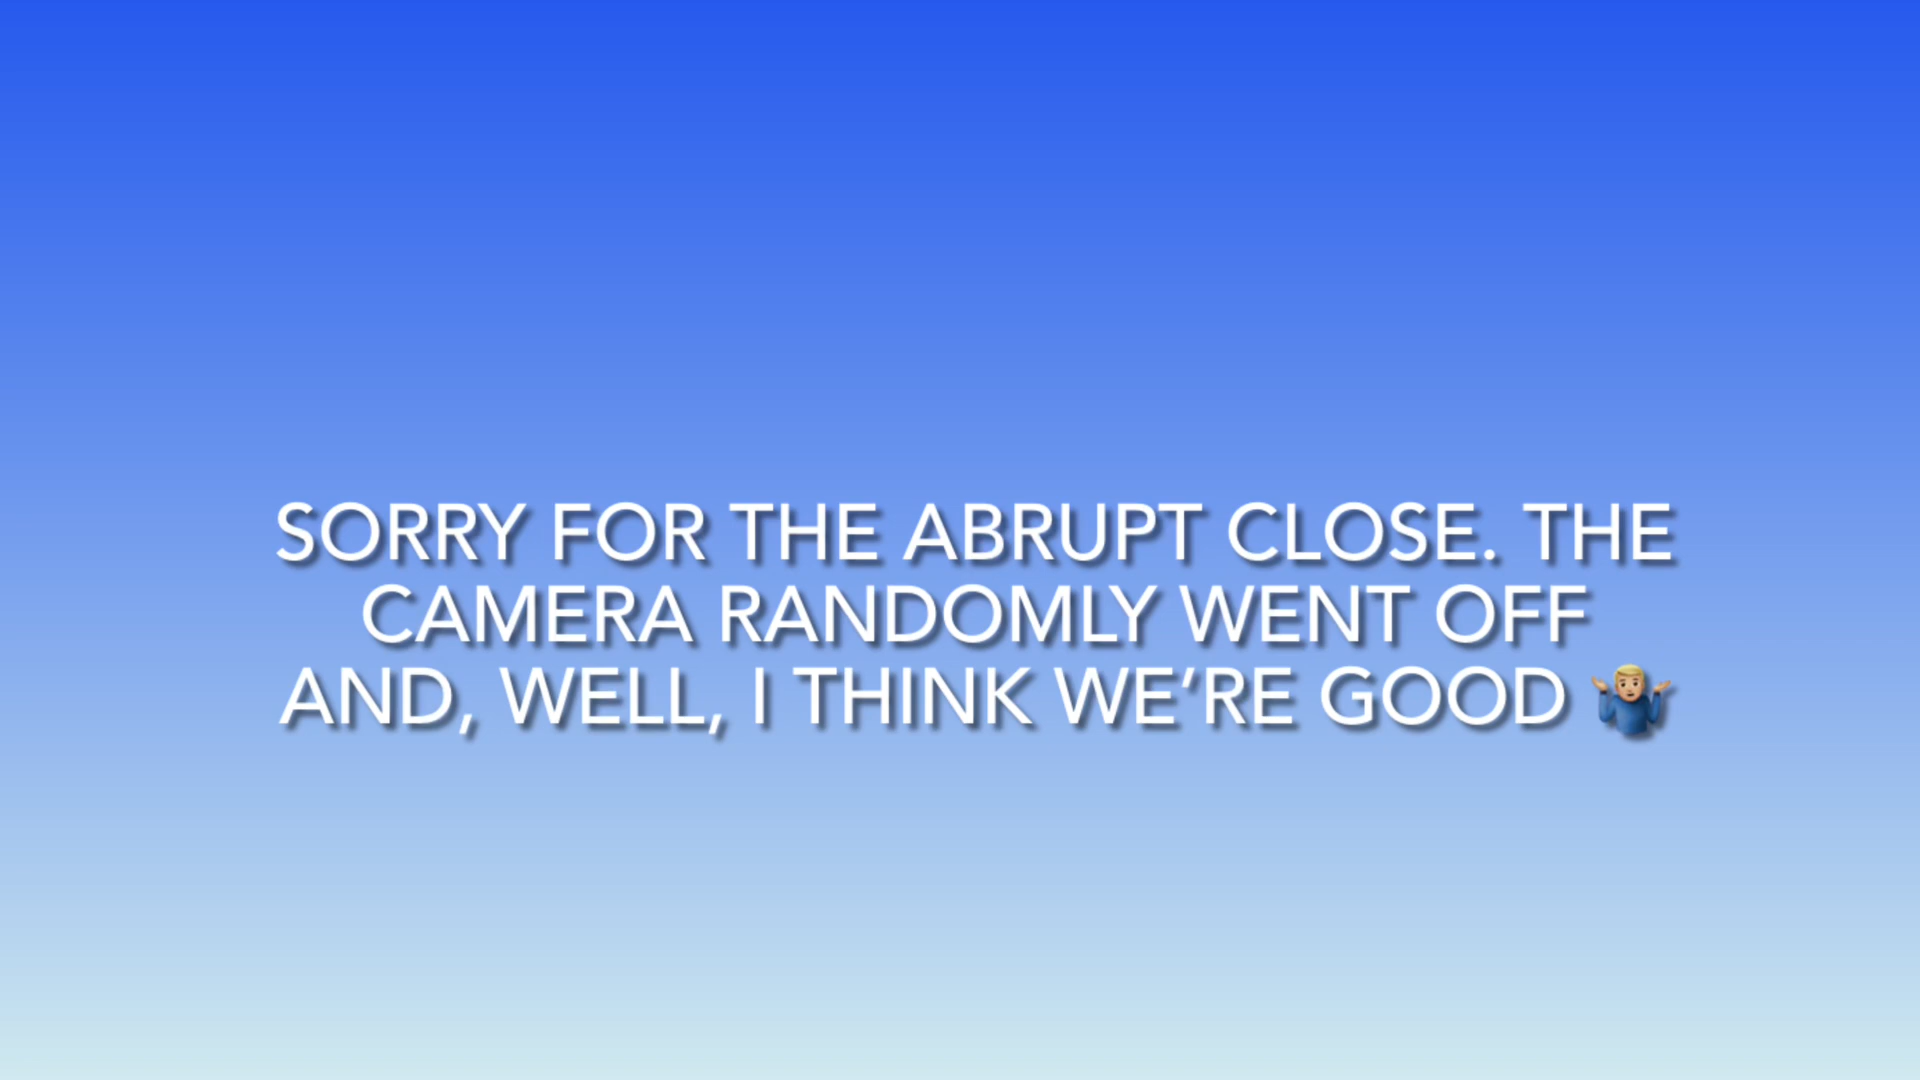 SORRY FOR THE ABRUPT CLOSE. THE
CAMERA RANDOMLY WENT OFF
AND, WELL, I THINK WE’RE GOOD 🤷🏼‍♂️